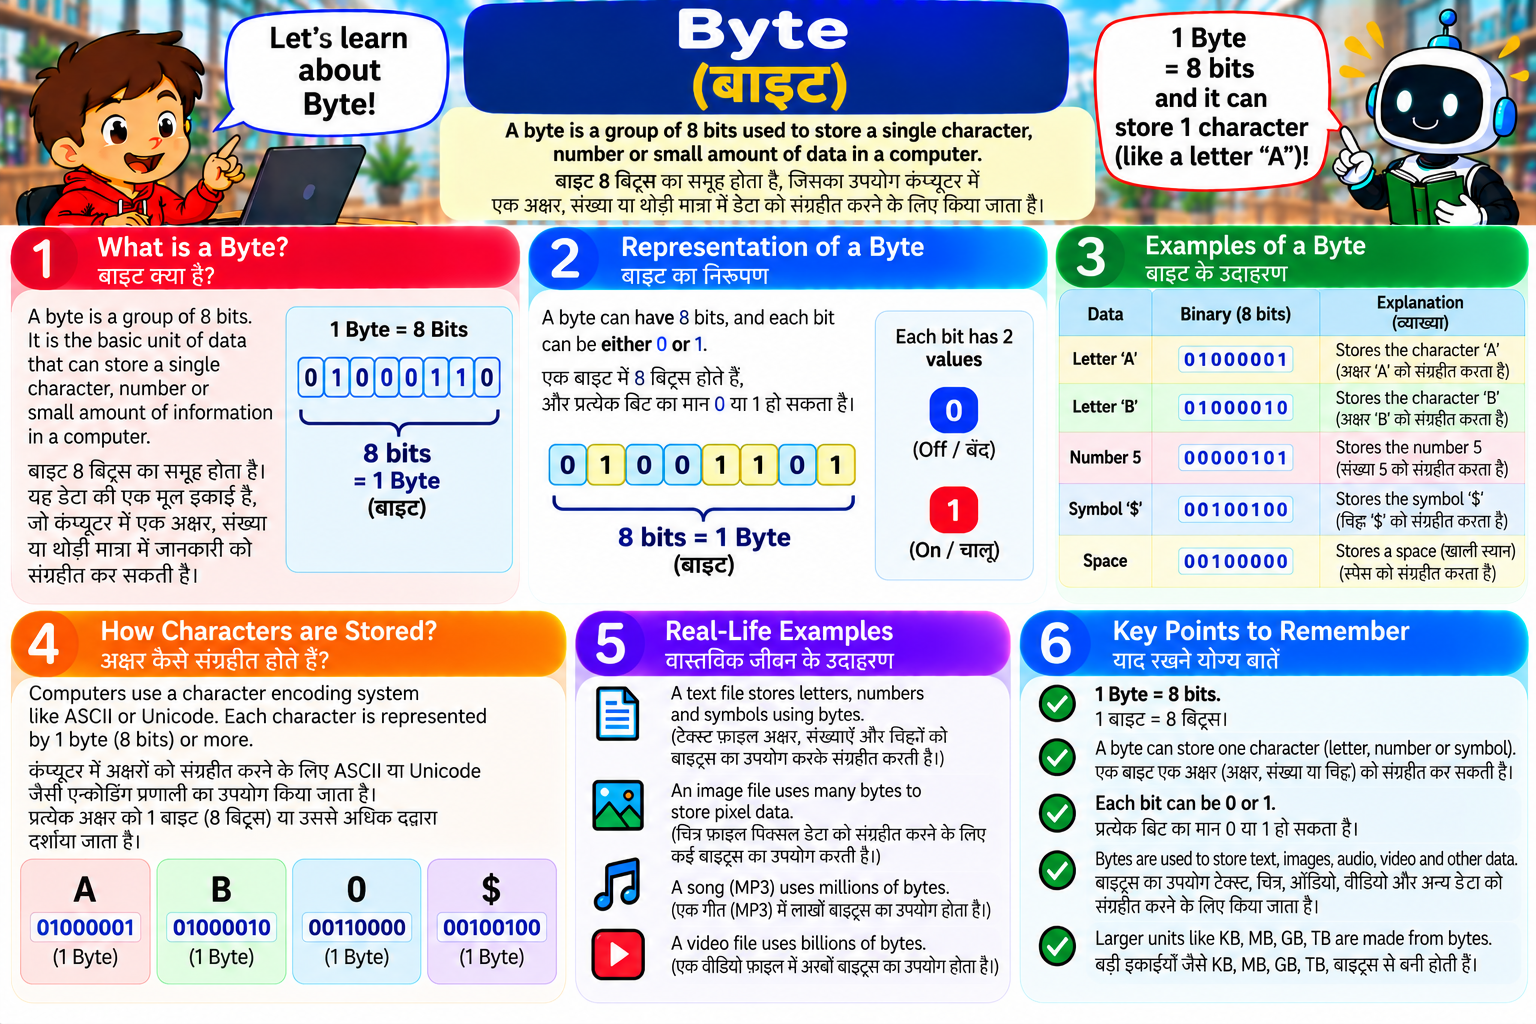 Let's learn
about
Byte!
Byte
(बाइट)
A byte is a group of 8 bits used to store a single character,
number or small amount of data in a computer.
बाइट 8 बिट्स का समूह होता है, जिसका उपयोग कंप्यूटर में
एक अक्षर, संख्या या थोड़ी मात्रा में डेटा को संग्रहीत करने के लिए किया जाता है।
1 Byte
= 8 bits
and it can
store 1 character
(like a letter “A”)!
1
What is a Byte?
बाइट क्या है?
A byte is a group of 8 bits.
It is the basic unit of data
that can store a single
character, number or
small amount of information
in a computer.
बाइट 8 बिट्स का समूह होता है।
यह डेटा की एक मूल इकाई है,
जो कंप्यूटर में एक अक्षर, संख्या
या थोड़ी मात्रा में जानकारी को
संग्रहीत कर सकती है।
1 Byte = 8 Bits
0 1 0 0 0 1 1 0
8 bits
= 1 Byte
(बाइट)
2
Representation of a Byte
बाइट का निरूपण
A byte can have 8 bits, and each bit
can be either 0 or 1.
एक बाइट में 8 बिट्स होते हैं,
और प्रत्येक बिट का मान 0 या 1 हो सकता है।
0 1 0 0 1 1 0 1
8 bits = 1 Byte
(बाइट)
Each bit has 2
values
0
(Off / बंद)
1
(On / चालू)
3
Examples of a Byte
बाइट के उदाहरण
Data Binary (8 bits) Explanation
(व्याख्या)
Letter ‘A’ 01000001 Stores the character ‘A’
(अक्षर ‘A’ को संग्रहीत करता है)
Letter ‘B’ 01000010 Stores the character ‘B’
(अक्षर ‘B’ को संग्रहीत करता है)
Number 5 00000101 Stores the number 5
(संख्या 5 को संग्रहीत करता है)
Symbol ‘$’ 00100100 Stores the symbol ‘$’
(चिह्न ‘$’ को संग्रहीत करता है)
Space 00100000 Stores a space (खाली स्थान)
(स्पेस को संग्रहीत करता है)
4
How Characters are Stored?
अक्षर कैसे संग्रहीत होते हैं?
Computers use a character encoding system
like ASCII or Unicode. Each character is represented
by 1 byte (8 bits) or more.
कंप्यूटर में अक्षरों को संग्रहीत करने के लिए ASCII या Unicode
जैसी एन्कोडिंग प्रणाली का उपयोग किया जाता है।
प्रत्येक अक्षर को 1 बाइट (8 बिट्स) या उससे अधिक द्वारा
दर्शाया जाता है।
A
01000001
(1 Byte)
B
01000010
(1 Byte)
0
00110000
(1 Byte)
$
00100100
(1 Byte)
5
Real-Life Examples
वास्तविक जीवन के उदाहरण
A text file stores letters, numbers
and symbols using bytes.
(टेक्स्ट फ़ाइल अक्षर, संख्याएँ और चिह्नों को
बाइट्स का उपयोग करके संग्रहीत करती है।)
An image file uses many bytes to
store pixel data.
(चित्र फ़ाइल पिक्सल डेटा को संग्रहीत करने के लिए
कई बाइट्स का उपयोग करती है।)
A song (MP3) uses millions of bytes.
(एक गीत (MP3) में लाखों बाइट्स का उपयोग होता है।)
A video file uses billions of bytes.
(एक वीडियो फ़ाइल में अरबों बाइट्स का उपयोग होता है।)
6
Key Points to Remember
याद रखने योग्य बातें
1 Byte = 8 bits.
1 बाइट = 8 बिट्स।
A byte can store one character (letter, number or symbol).
एक बाइट एक अक्षर (अक्षर, संख्या या चिह्न) को संग्रहीत कर सकती है।
Each bit can be 0 or 1.
प्रत्येक बिट का मान 0 या 1 हो सकता है।
Bytes are used to store text, images, audio, video and other data.
बाइट्स का उपयोग टेक्स्ट, चित्र, ऑडियो, वीडियो और अन्य डेटा को
संग्रहीत करने के लिए किया जाता है।
Larger units like KB, MB, GB, TB are made from bytes.
बड़ी इकाईयों जैसे KB, MB, GB, TB, बाइट्स से बनी होती हैं।